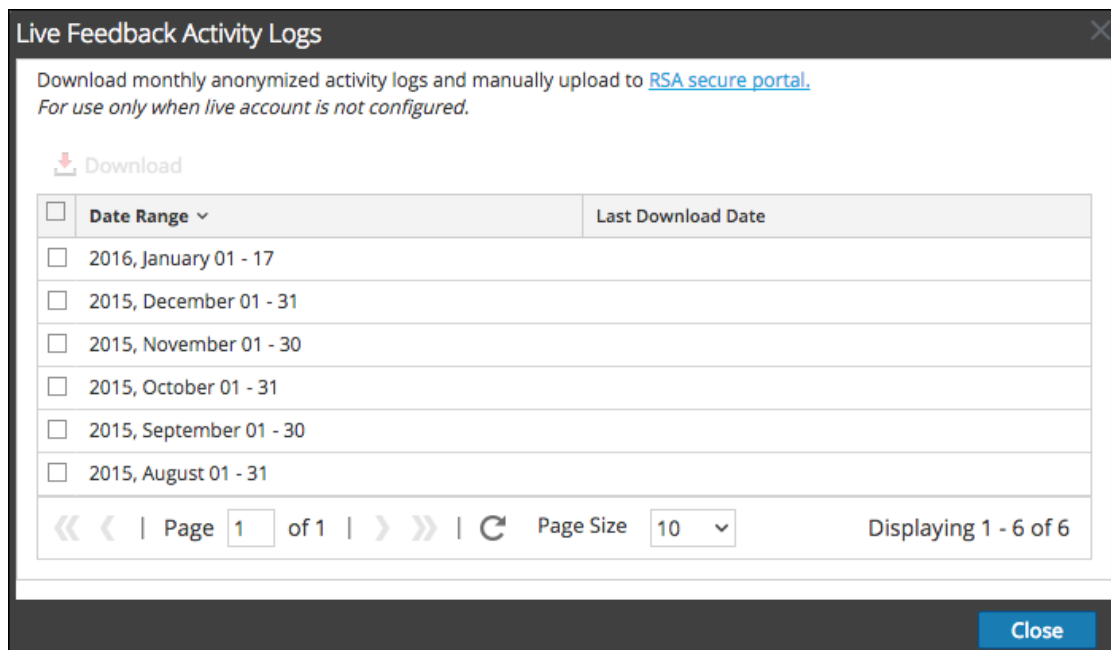 Live Feedback Activity Logs
Download monthly anonymized activity logs and manually upload to RSA secure portal.
For use only when live account is not configured.
Download
Date Range Last Download Date
2016, January 01 - 17
2015, December 01 - 31
2015, November 01 - 30
2015, October 01 - 31
2015, September 01 - 30
2015, August 01 - 31
| Page 1 of 1 | | Page Size 10 Displaying 1 - 6 of 6
Close